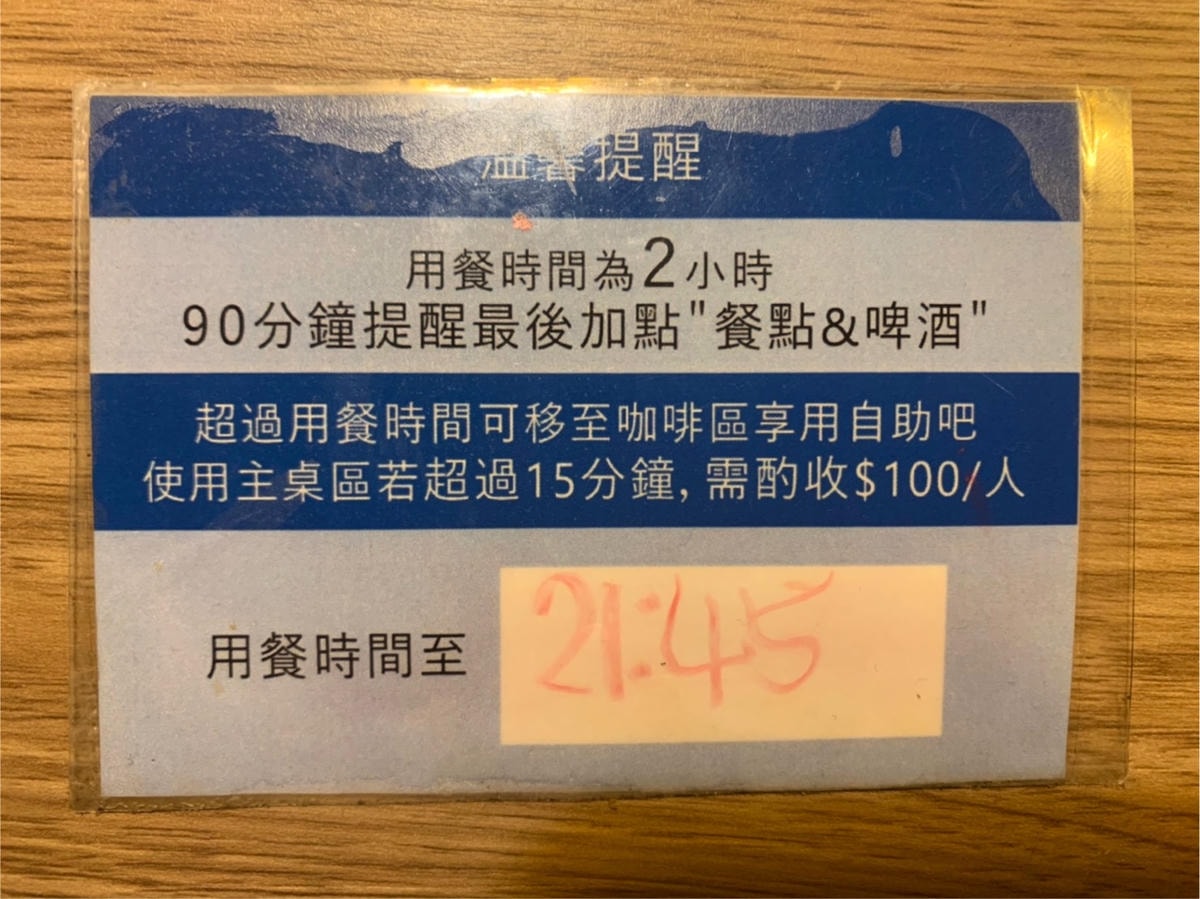 溫馨提醒
用餐時間為2小時
90分鐘提醒最後加點"餐點&啤酒"
超過用餐時間可移至咖啡區享用自助吧
使用主桌區若超過15分鐘, 需酌收$100/人
用餐時間至 21:45